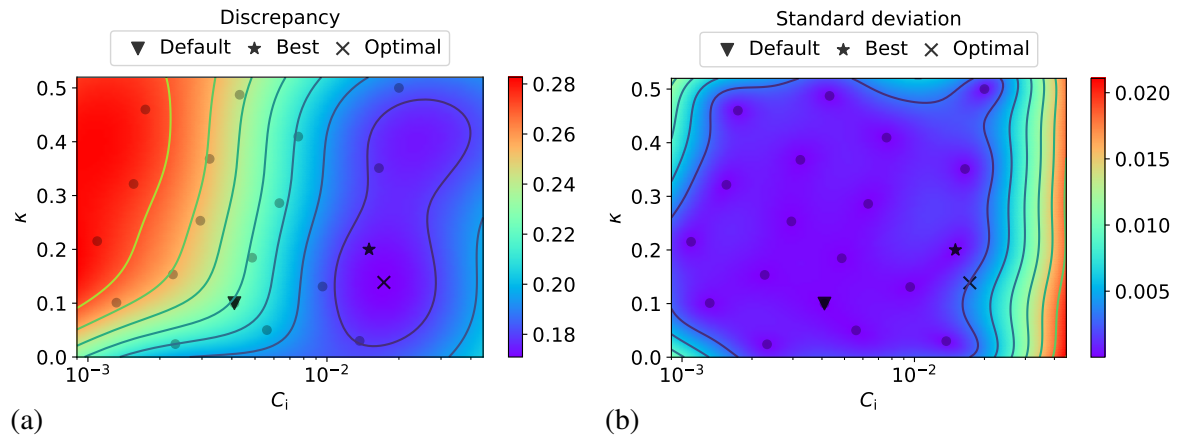 Discrepancy
Default Best Optimal
0.5
0.4
0.3
0.2
0.1
0.0
κ
10⁻³
10⁻²
C_i
0.28
0.26
0.24
0.22
0.20
0.18
(a)
Standard deviation
Default Best Optimal
0.5
0.4
0.3
0.2
0.1
0.0
κ
10⁻³
10⁻²
C_i
0.020
0.015
0.010
0.005
(b)